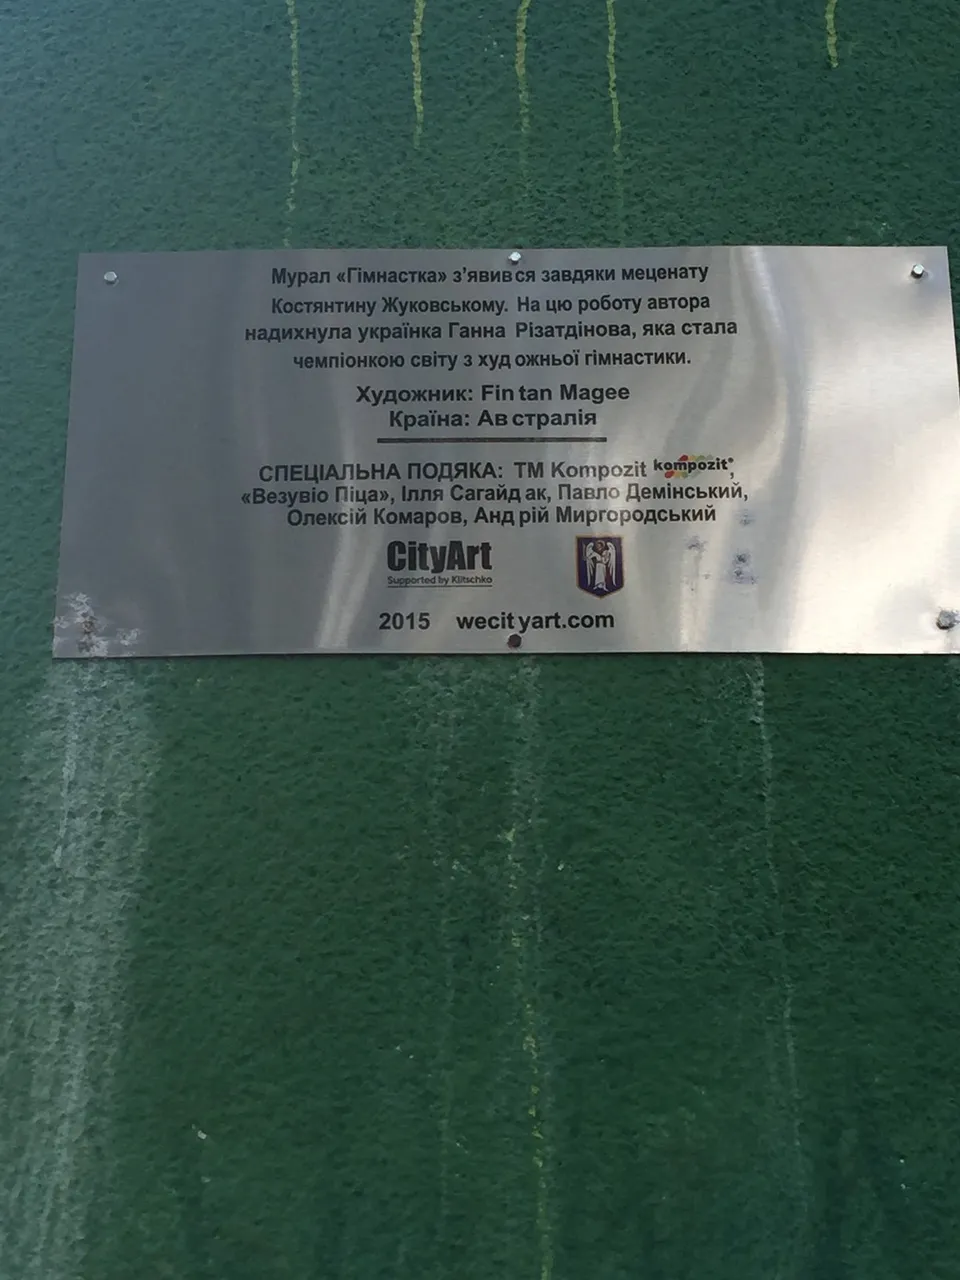 Мурал «Гімнастка» з’явився завдяки меценату
Костянтину Жуковському. На цю роботу автора
надихнула українка Ганна Різатдінова, яка стала
чемпіонкою світу з художньої гімнастики.
Художник: Fintan Magee
Країна: Австралія
СПЕЦІАЛЬНА ПОДЯКА: ТМ Kompozit kompozit®,
«Везувіо Піца», Ілля Сагайдак, Павло Демінський,
Олексій Комаров, Андрій Миргородський
CityArt
Supported by Klitschko
2015 wecityart.com